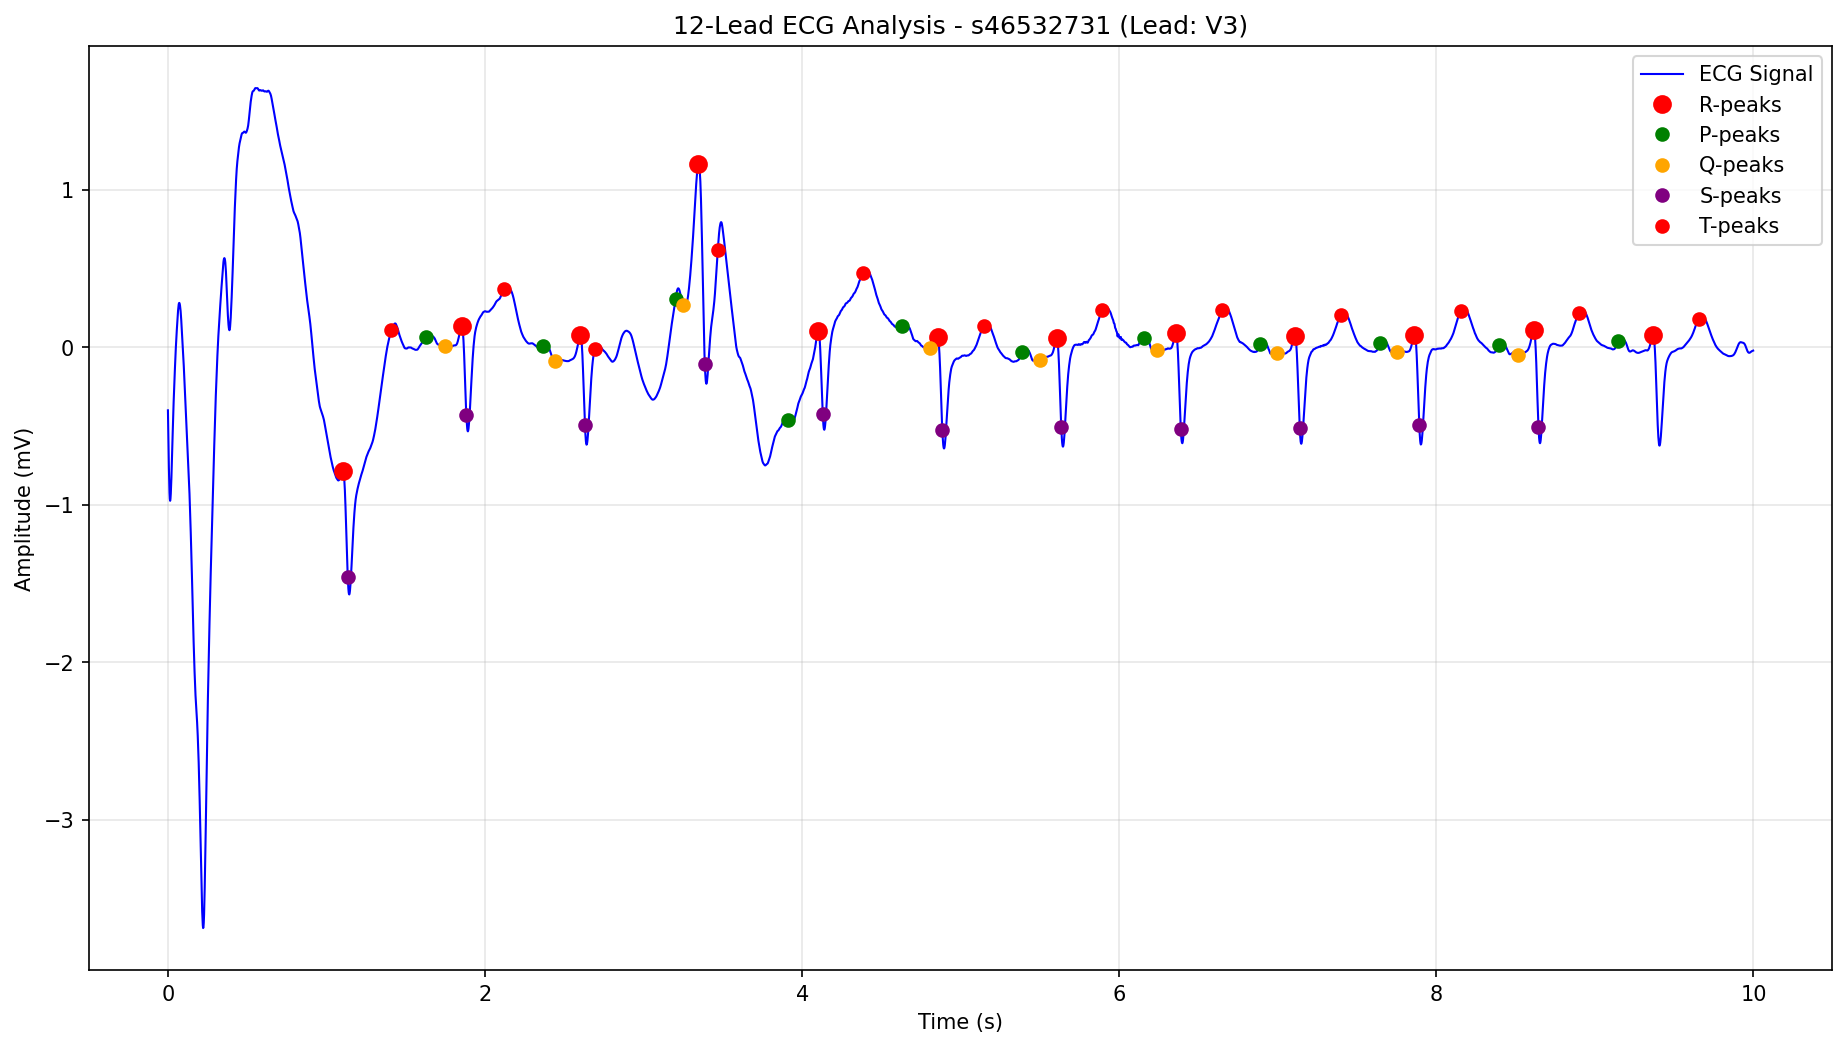 12-Lead ECG Analysis - s46532731 (Lead: V3)
ECG Signal
R-peaks
P-peaks
Q-peaks
S-peaks
T-peaks
Amplitude (mV)
1
0
−1
−2
−3
0 2 4 6 8 10
Time (s)